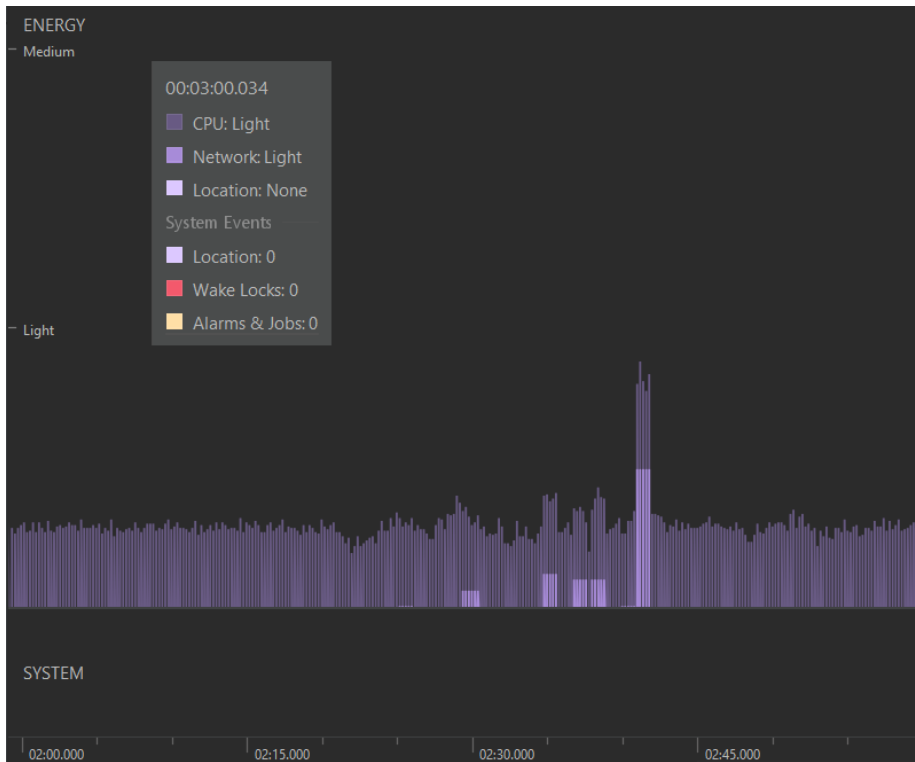 ENERGY
Medium
00:03:00.034
CPU: Light
Network: Light
Location: None
System Events
Location: 0
Wake Locks: 0
Alarms & Jobs: 0
Light
SYSTEM
02:00.000 02:15.000 02:30.000 02:45.000